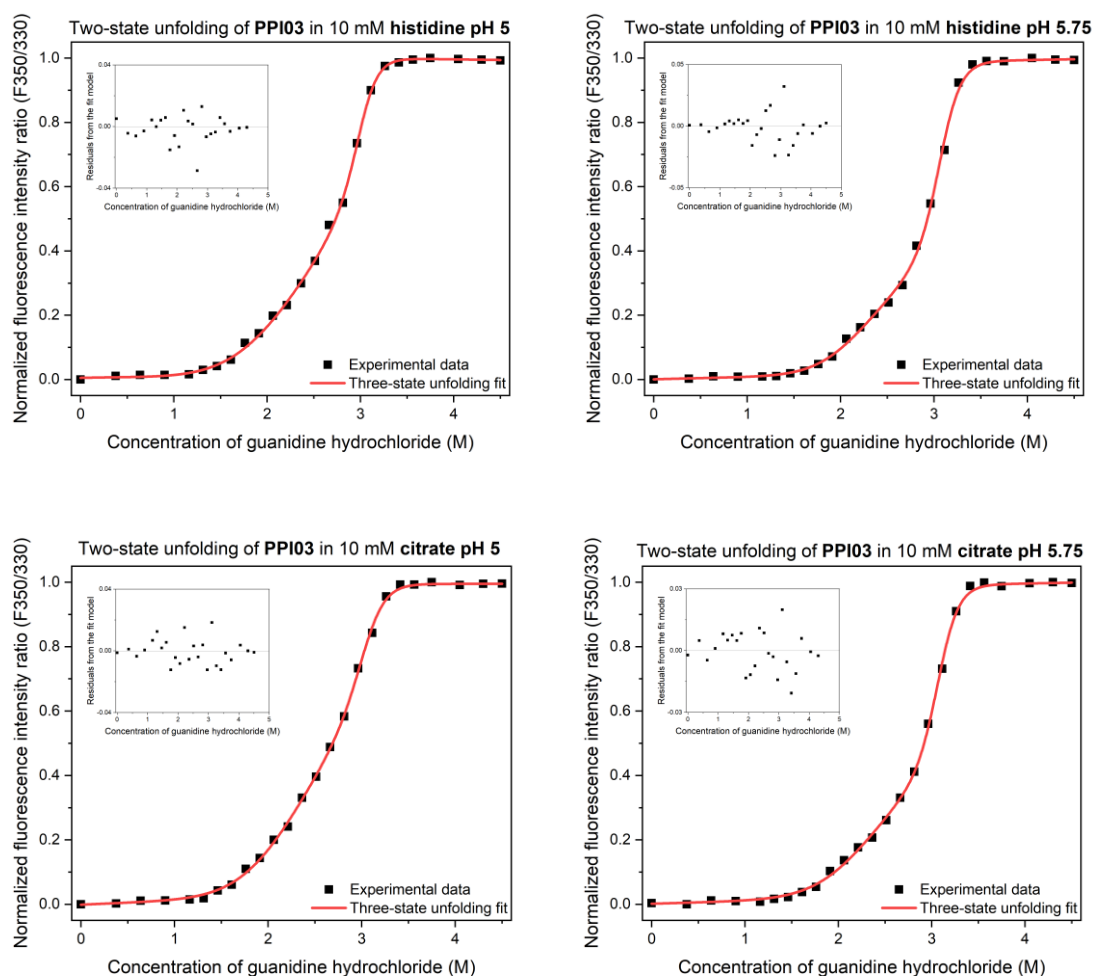 Two-state unfolding of PPI03 in 10 mM histidine pH 5
Normalized fluorescence intensity ratio (F350/330)
1.0
0.8
0.6
0.4
0.2
0.0
0 1 2 3 4
Concentration of guanidine hydrochloride (M)
Residuals from the fit model
0.04
0.00
-0.04
0 1 2 3 4 5
Concentration of guanidine hydrochloride (M)
Experimental data
Three-state unfolding fit
Two-state unfolding of PPI03 in 10 mM histidine pH 5.75
Normalized fluorescence intensity ratio (F350/330)
1.0
0.8
0.6
0.4
0.2
0.0
0 1 2 3 4
Concentration of guanidine hydrochloride (M)
Residuals from the fit model
0.05
0.00
-0.05
0 1 2 3 4 5
Concentration of guanidine hydrochloride (M)
Experimental data
Three-state unfolding fit
Two-state unfolding of PPI03 in 10 mM citrate pH 5
Normalized fluorescence intensity ratio (F350/330)
1.0
0.8
0.6
0.4
0.2
0.0
0 1 2 3 4
Concentration of guanidine hydrochloride (M)
Residuals from the fit model
0.04
0.00
-0.04
0 1 2 3 4 5
Concentration of guanidine hydrochloride (M)
Experimental data
Three-state unfolding fit
Two-state unfolding of PPI03 in 10 mM citrate pH 5.75
Normalized fluorescence intensity ratio (F350/330)
1.0
0.8
0.6
0.4
0.2
0.0
0 1 2 3 4
Concentration of guanidine hydrochloride (M)
Residuals from the fit model
0.03
0.00
-0.03
0 1 2 3 4 5
Concentration of guanidine hydrochloride (M)
Experimental data
Three-state unfolding fit